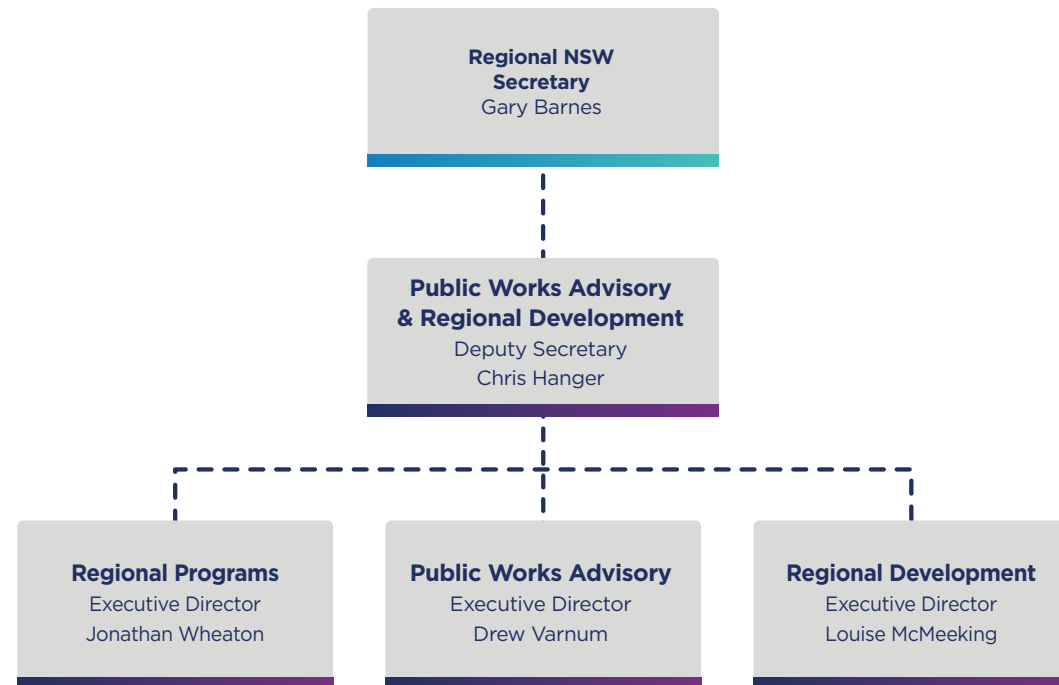 Regional NSW
Secretary
Gary Barnes
Public Works Advisory
& Regional Development
Deputy Secretary
Chris Hanger
Regional Programs
Executive Director
Jonathan Wheaton
Public Works Advisory
Executive Director
Drew Varnum
Regional Development
Executive Director
Louise McMeeking